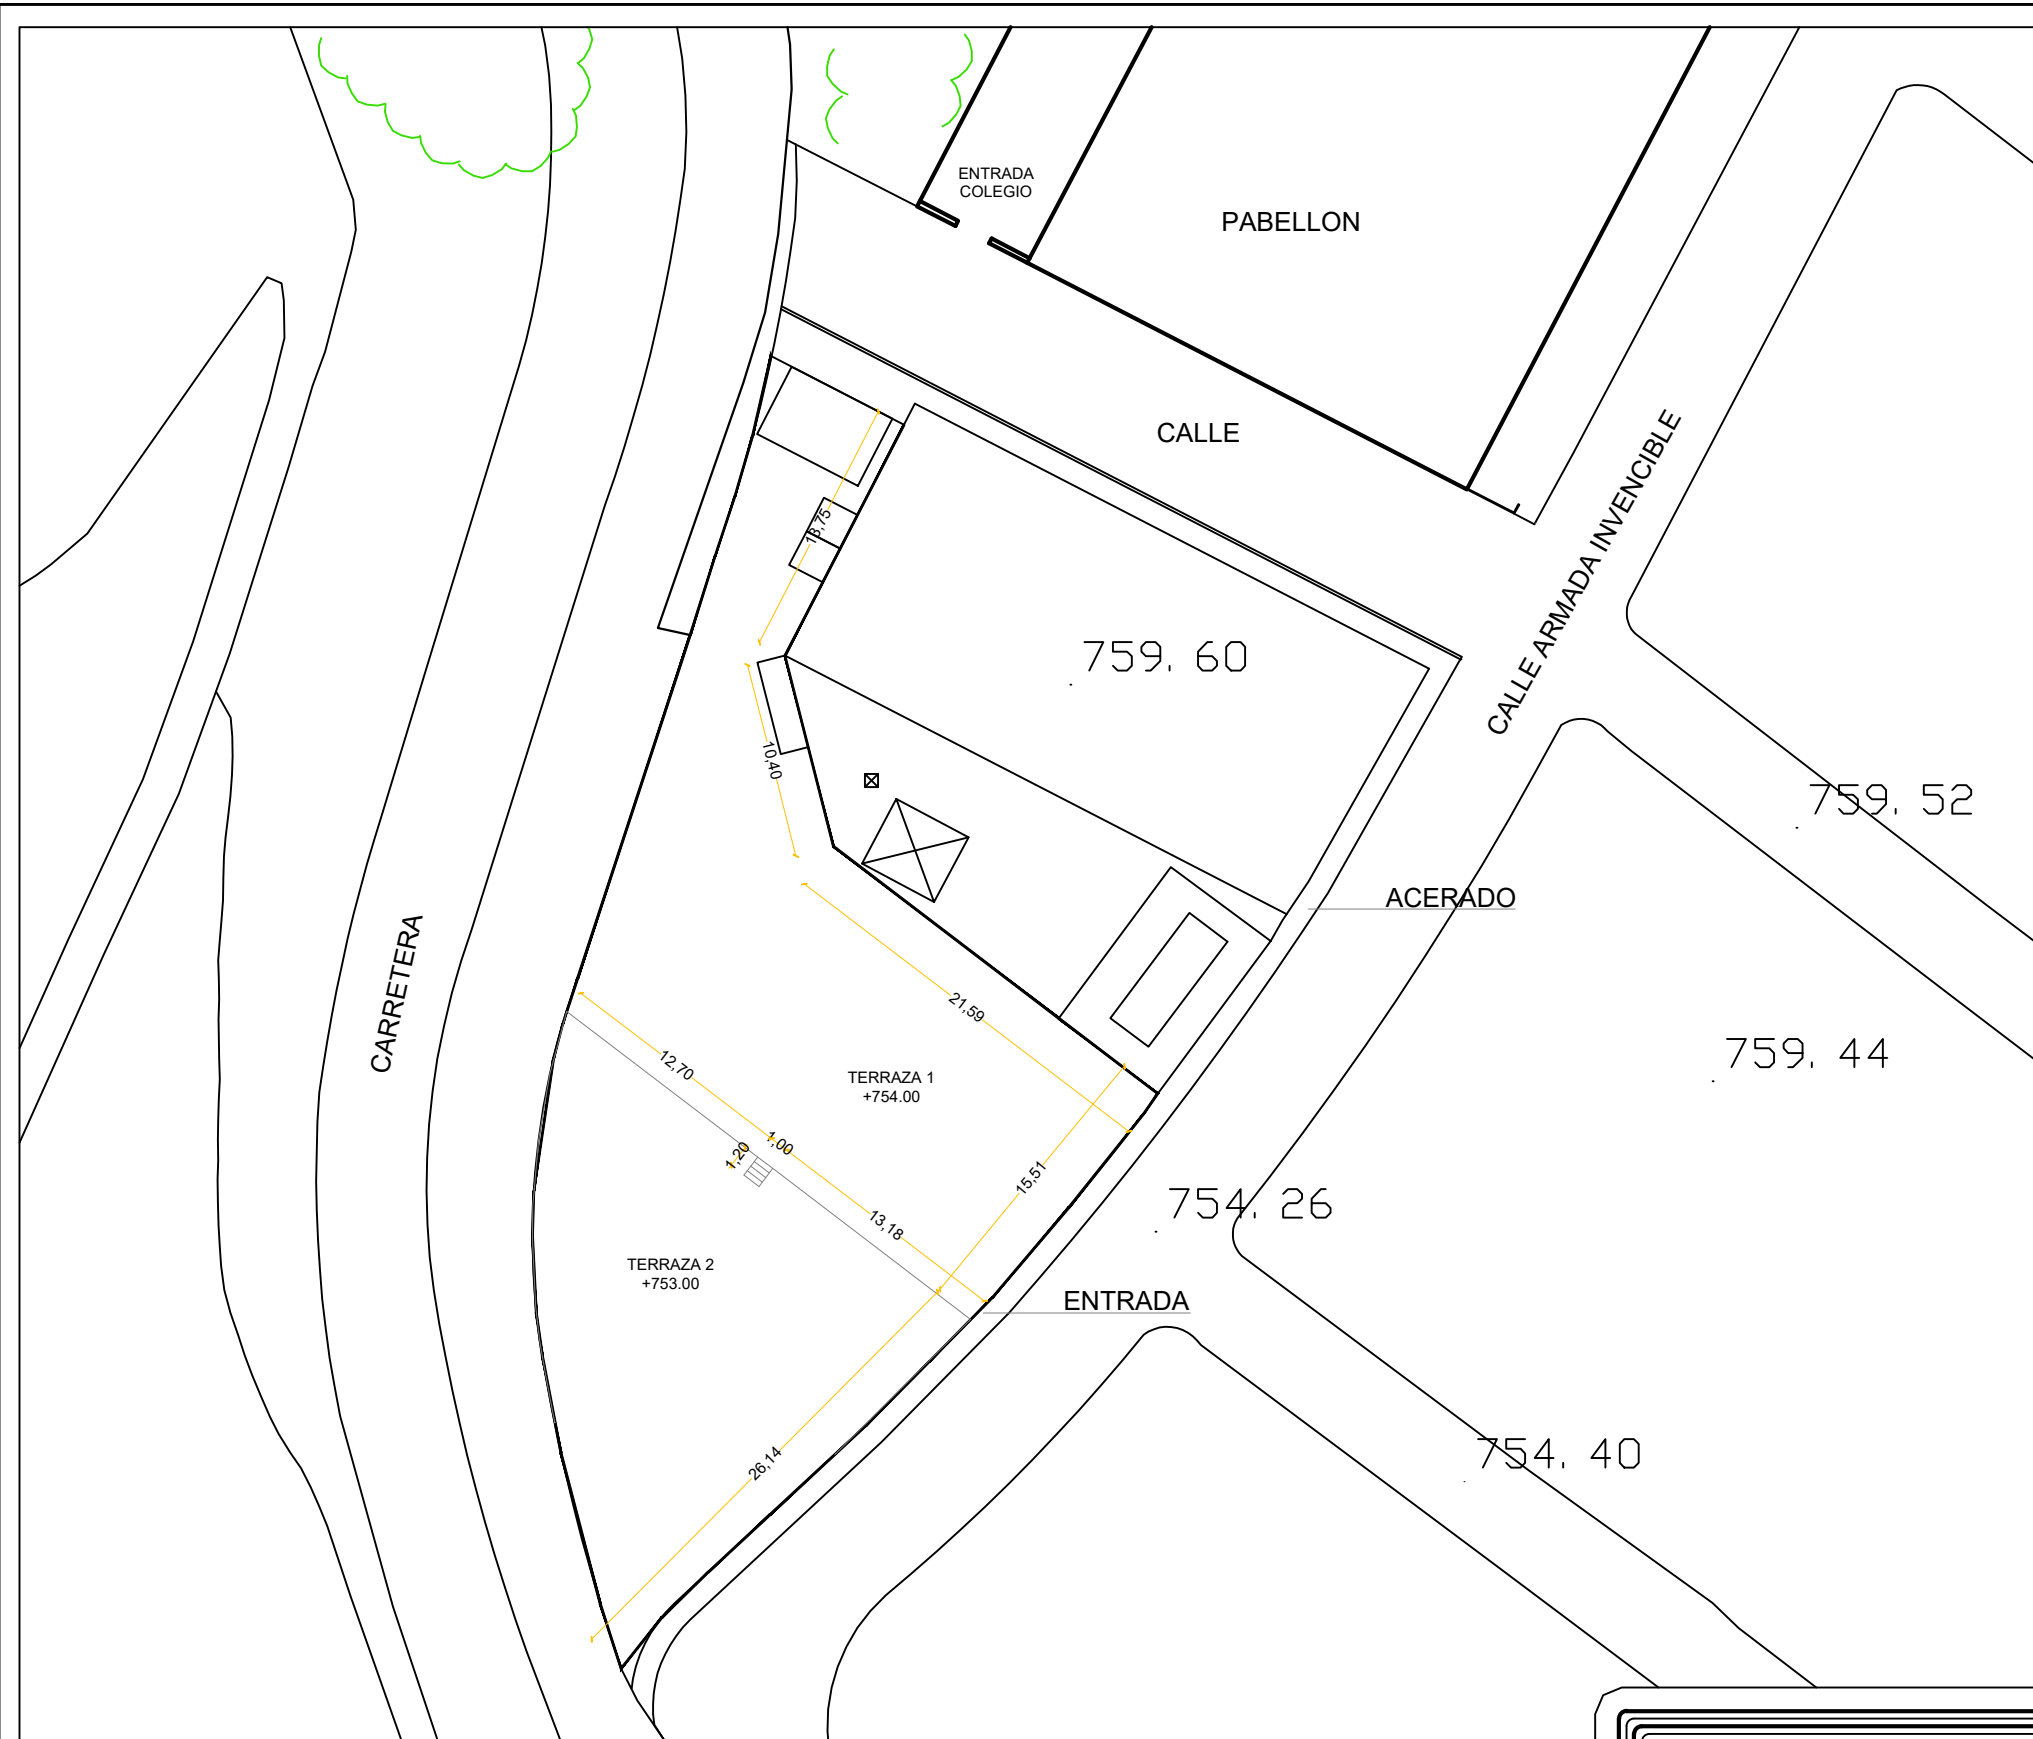 ENTRADA
COLEGIO
PABELLON
CALLE
CALLE ARMADA INVENCIBLE
13,75
759. 60
10,40
759. 52
ACERADO
CARRETERA
21,59
759. 44
12,70
TERRAZA 1
+754.00
1,00
1,20
15,51
754. 26
13,18
TERRAZA 2
+753.00
ENTRADA
26,14
754. 40